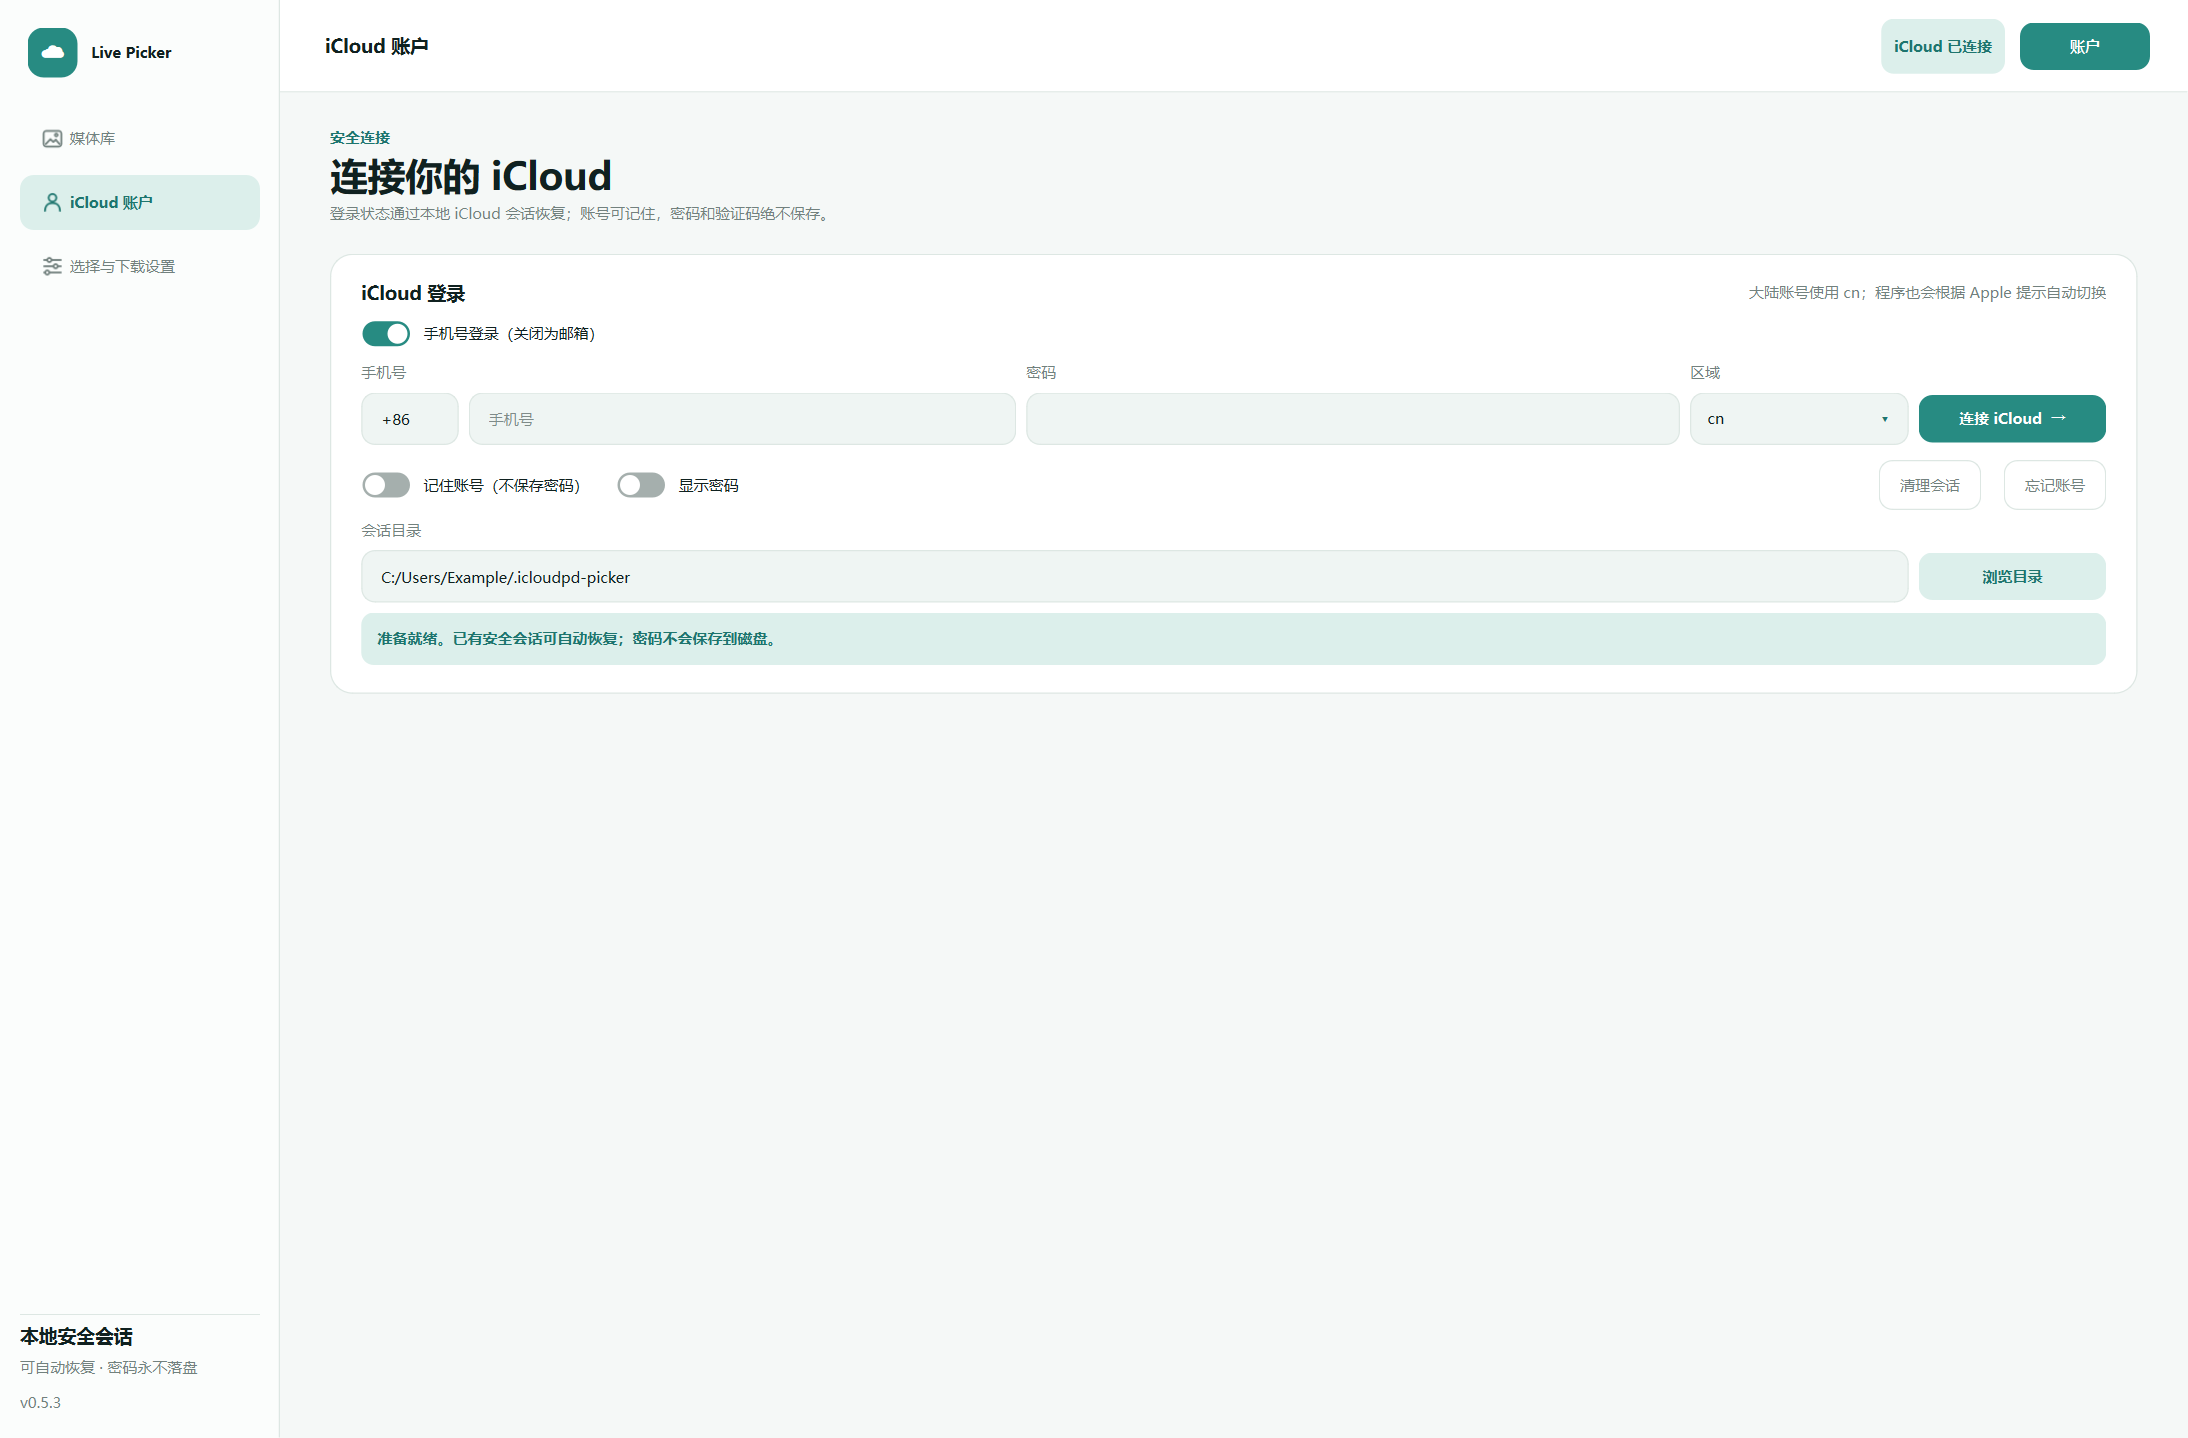 Live Picker
媒体库
iCloud 账户
选择与下载设置
本地安全会话
可自动恢复 · 密码永不落盘
v0.5.3
iCloud 账户
iCloud 已连接
账户
安全连接
连接你的 iCloud
登录状态通过本地 iCloud 会话恢复；账号可记住，密码和验证码绝不保存。
iCloud 登录
大陆账号使用 cn；程序也会根据 Apple 提示自动切换
手机号登录（关闭为邮箱）
手机号
密码
区域
+86
手机号
cn
连接 iCloud →
记住账号（不保存密码）
显示密码
清理会话
忘记账号
会话目录
C:/Users/Example/.icloudpd-picker
浏览目录
准备就绪。已有安全会话可自动恢复；密码不会保存到磁盘。